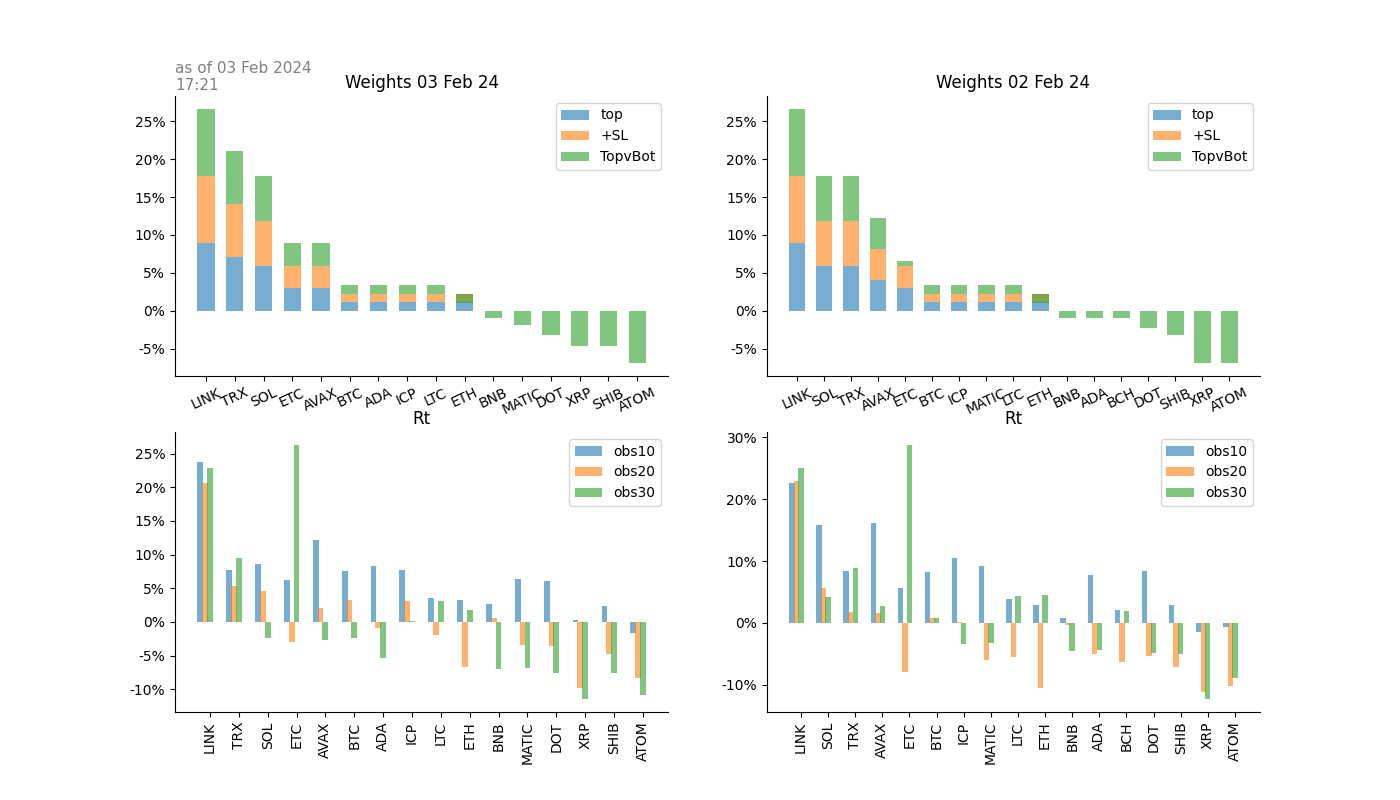 as of 03 Feb 2024
17:21
Weights 03 Feb 24
25%
20%
15%
10%
5%
0%
-5%
top
+SL
TopvBot
LINK TRX SOL ETC AVAX BTC ADA ICP LTC ETH BNB MATIC DOT XRP SHIB ATOM
Weights 02 Feb 24
25%
20%
15%
10%
5%
0%
-5%
top
+SL
TopvBot
LINK SOL TRX AVAX ETC BTC ICP MATIC LTC ETH BNB ADA BCH DOT SHIB XRP ATOM
Rt
25%
20%
15%
10%
5%
0%
-5%
-10%
obs10
obs20
obs30
LINK TRX SOL ETC AVAX BTC ADA ICP LTC ETH BNB MATIC DOT XRP SHIB ATOM
Rt
30%
20%
10%
0%
-10%
obs10
obs20
obs30
LINK SOL TRX AVAX ETC BTC ICP MATIC LTC ETH BNB ADA BCH DOT SHIB XRP ATOM